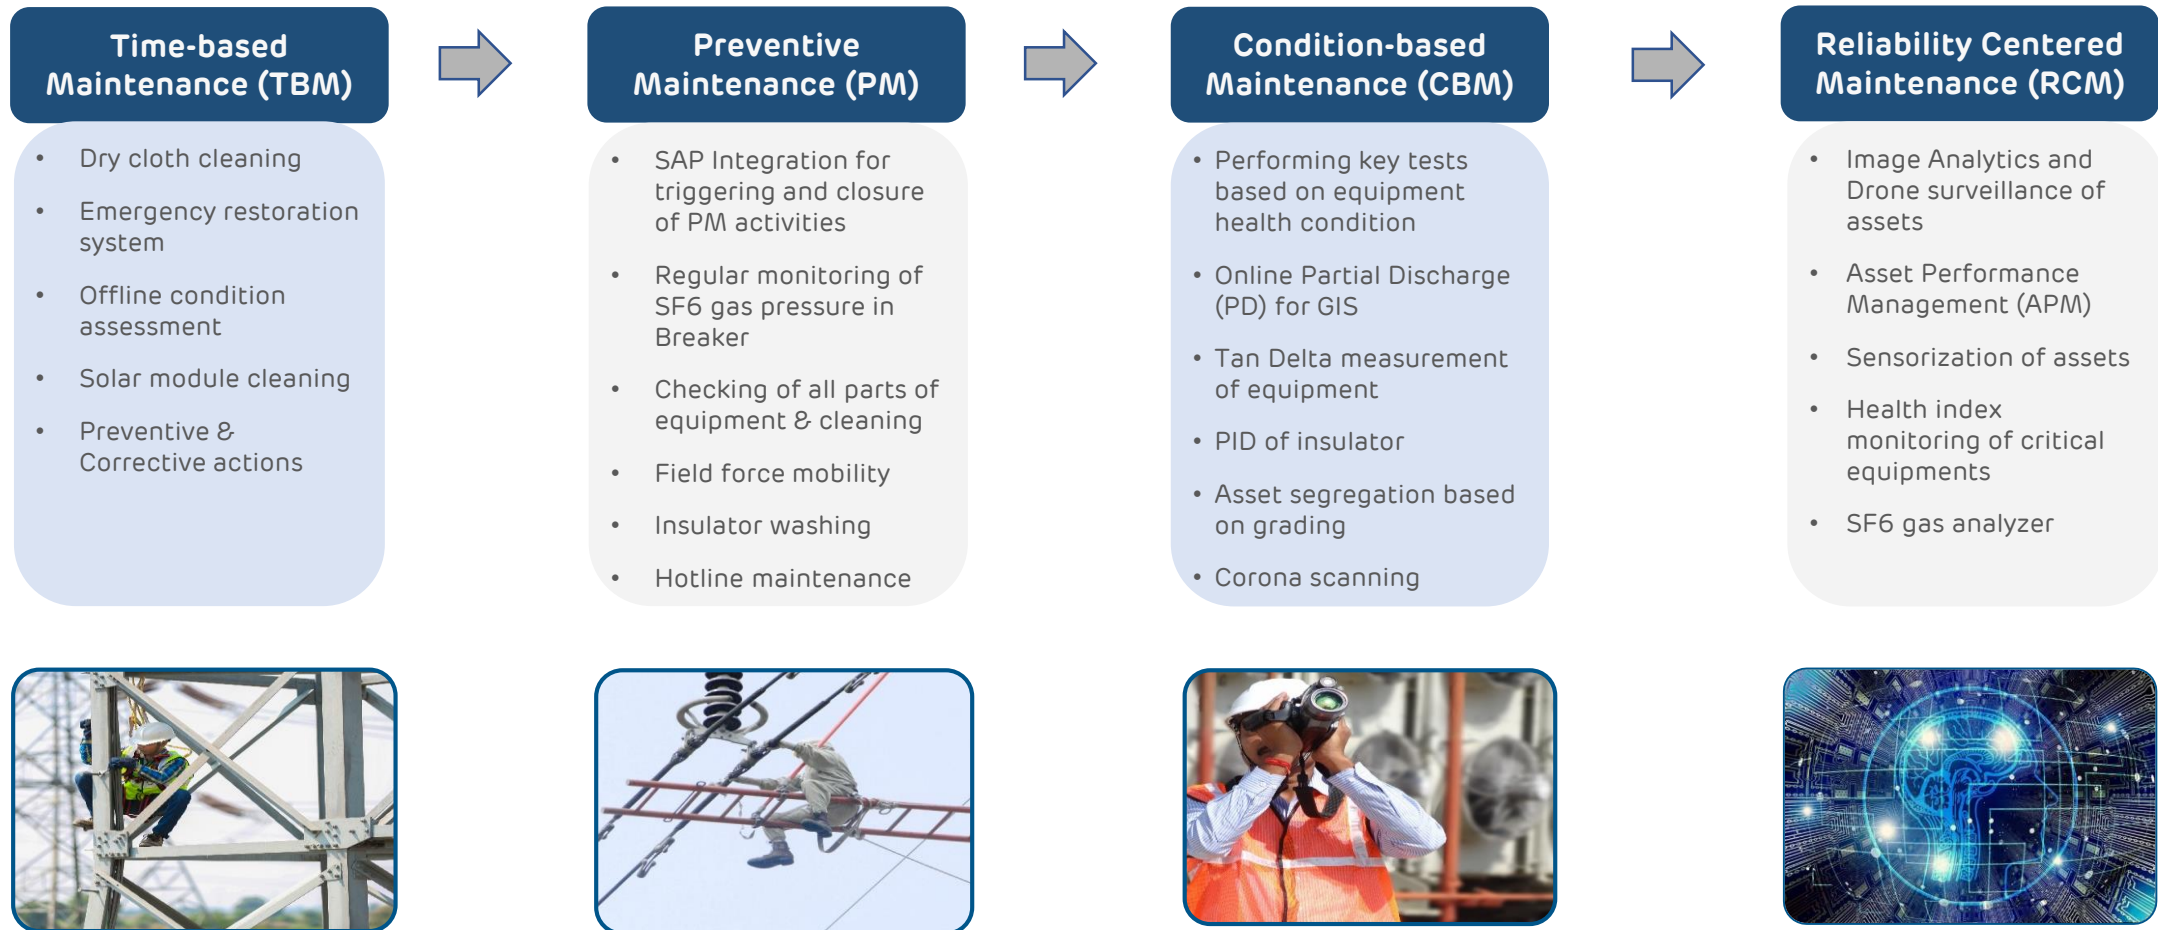 Time-based
Maintenance (TBM)
• Dry cloth cleaning
• Emergency restoration
system
• Offline condition
assessment
• Solar module cleaning
• Preventive &
Corrective actions
Preventive
Maintenance (PM)
• SAP Integration for
triggering and closure
of PM activities
• Regular monitoring of
SF6 gas pressure in
Breaker
• Checking of all parts of
equipment & cleaning
• Field force mobility
• Insulator washing
• Hotline maintenance
Condition-based
Maintenance (CBM)
• Performing key tests
based on equipment
health condition
• Online Partial Discharge
(PD) for GIS
• Tan Delta measurement
of equipment
• PID of insulator
• Asset segregation based
on grading
• Corona scanning
Reliability Centered
Maintenance (RCM)
• Image Analytics and
Drone surveillance of
assets
• Asset Performance
Management (APM)
• Sensorization of assets
• Health index
monitoring of critical
equipments
• SF6 gas analyzer